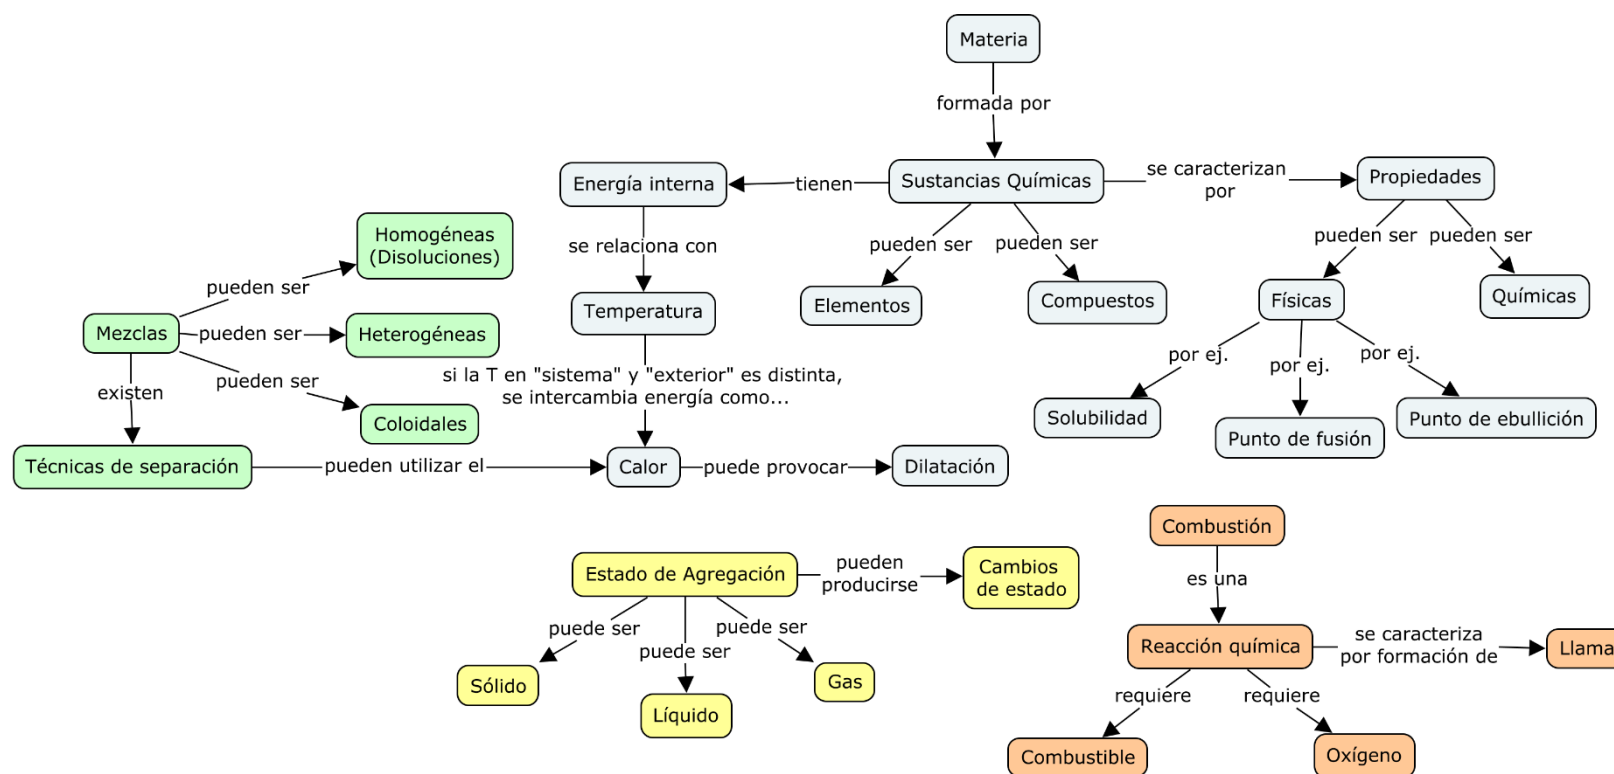 Materia
formada por
Energía interna
tienen
Sustancias Químicas
se caracterizan
por
Propiedades
se relaciona con
pueden ser
pueden ser
pueden ser
pueden ser
Homogéneas
(Disoluciones)
pueden ser
Temperatura
Elementos
Compuestos
Físicas
Químicas
Mezclas
pueden ser
Heterogéneas
existen
pueden ser
Coloidales
si la T en "sistema" y "exterior" es distinta,
se intercambia energía como...
por ej.
por ej.
por ej.
Solubilidad
Punto de fusión
Punto de ebullición
Técnicas de separación
pueden utilizar el
Calor
puede provocar
Dilatación
Estado de Agregación
pueden
producirse
Cambios
de estado
puede ser
puede ser
puede ser
Sólido
Líquido
Gas
Combustión
es una
Reacción química
se caracteriza
por formación de
Llama
requiere
requiere
Combustible
Oxígeno